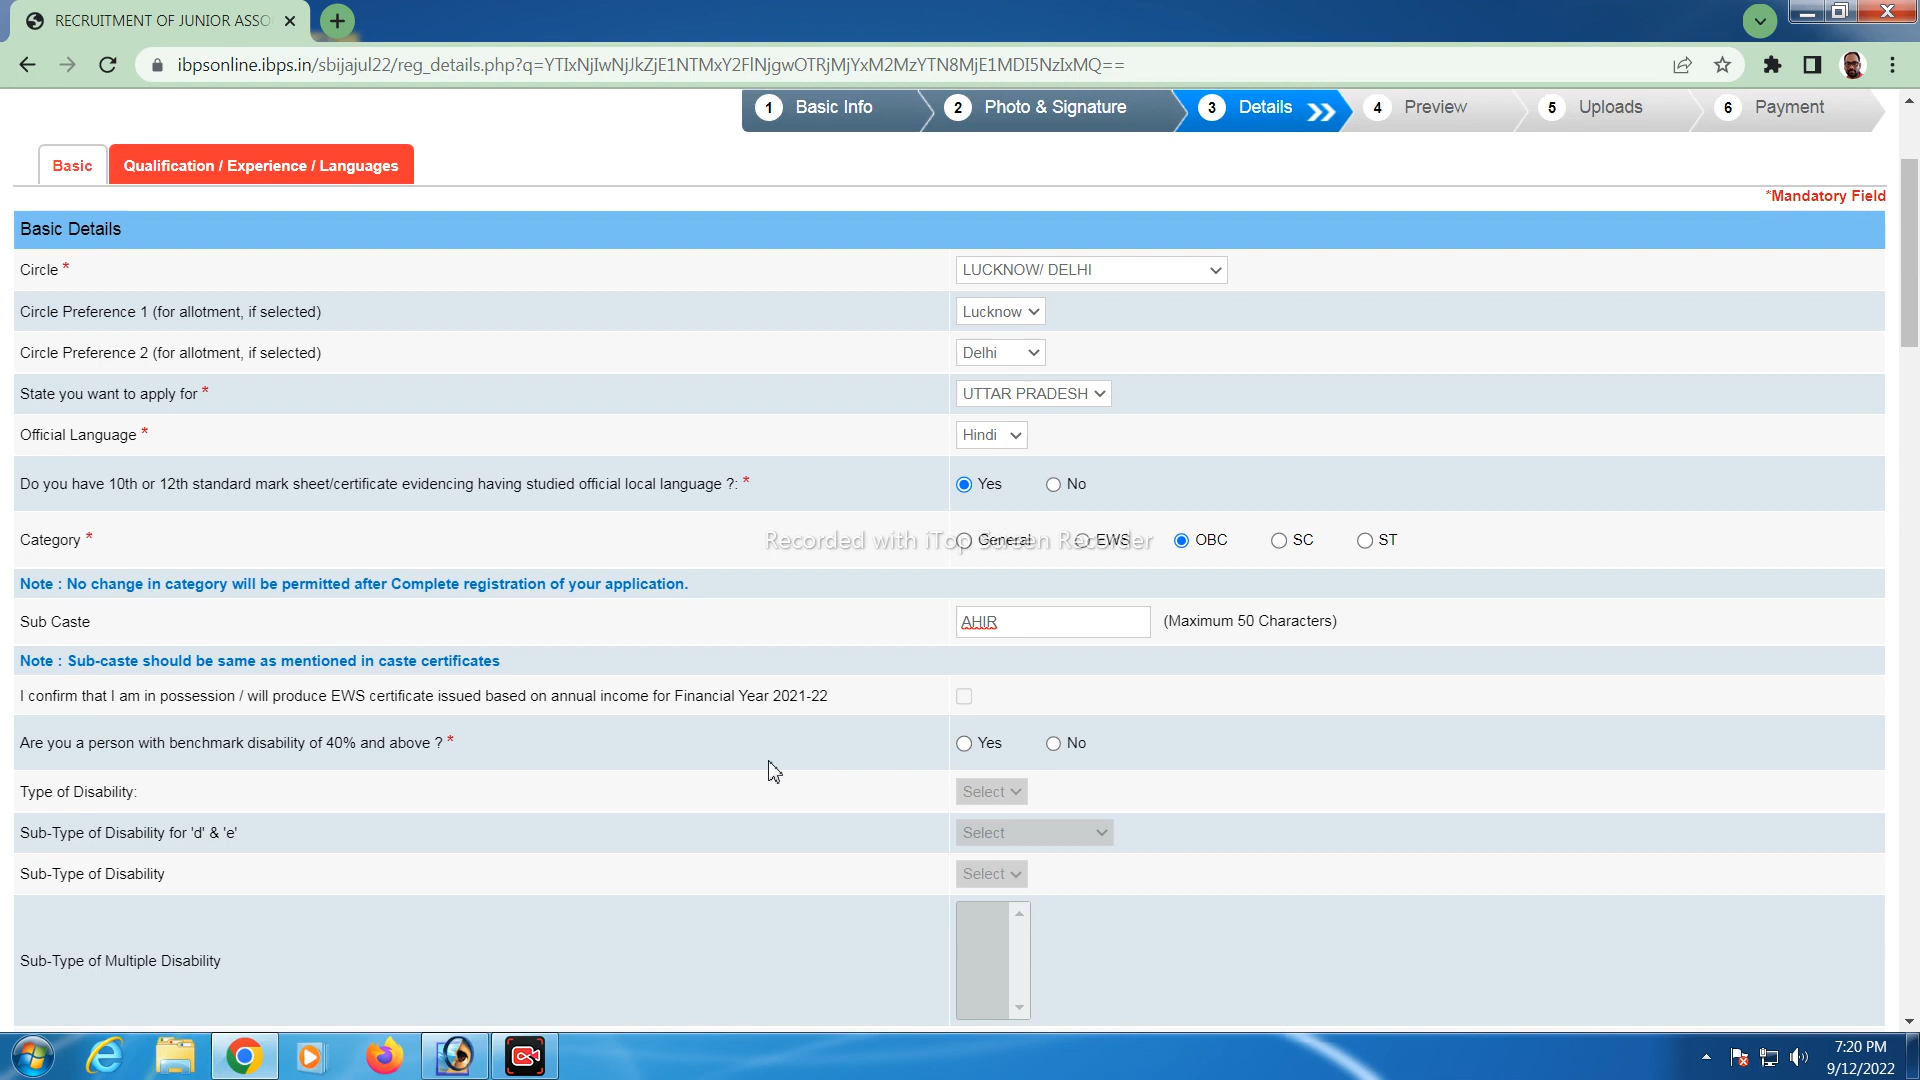 RECRUITMENT OF JUNIOR ASSO
ibpsonline.ibps.in/sbijajul22/reg_details.php?q=YTIxNjIwNjJkZjE1NTMxY2FlNjgwOTRjMjYxM2MzYTN8MjE1MDI5NzIxMQ==
1 Basic Info
2 Photo & Signature
3 Details
4 Preview
5 Uploads
6 Payment
Basic
Qualification / Experience / Languages
*Mandatory Field
Basic Details
Circle * LUCKNOW/ DELHI
Circle Preference 1 (for allotment, if selected) Lucknow
Circle Preference 2 (for allotment, if selected) Delhi
State you want to apply for * UTTAR PRADESH
Official Language * Hindi
Do you have 10th or 12th standard mark sheet/certificate evidencing having studied official local language ?: * Yes No
Category * General EWS OBC SC ST
Recorded with iTop Screen Recorder
Note : No change in category will be permitted after Complete registration of your application.
Sub Caste AHIR (Maximum 50 Characters)
Note : Sub-caste should be same as mentioned in caste certificates
I confirm that I am in possession / will produce EWS certificate issued based on annual income for Financial Year 2021-22
Are you a person with benchmark disability of 40% and above ? * Yes No
Type of Disability: Select
Sub-Type of Disability for 'd' & 'e' Select
Sub-Type of Disability Select
Sub-Type of Multiple Disability
7:20 PM
9/12/2022